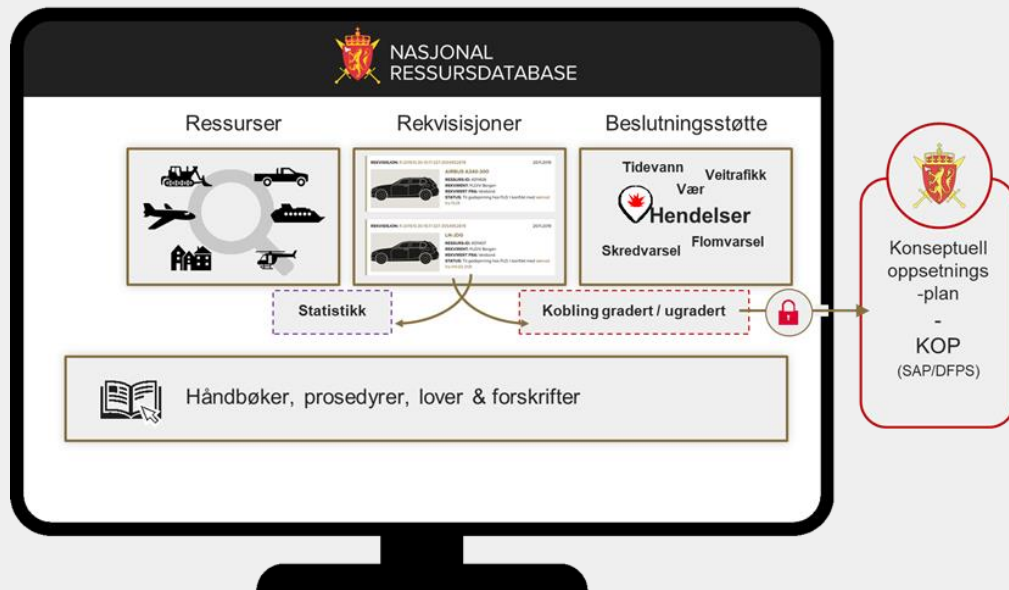 NASJONAL
RESSURSDATABASE
Ressurser
Rekvisisjoner
Beslutningsstøtte
AIRBUS A340-300
Tidevann
Veitrafikk
Vær
Hendelser
Skredvarsel
Flomvarsel
Statistikk
Kobling gradert / ugradert
Håndbøker, prosedyrer, lover & forskrifter
Konseptuell
oppsetnings
-plan
-
KOP
(SAP/DFPS)